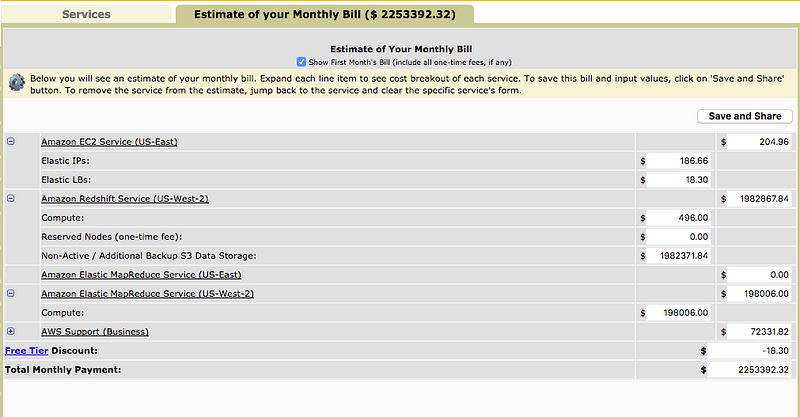 Services
Estimate of your Monthly Bill ($ 2253392.32)
Estimate of Your Monthly Bill
Show First Month's Bill (include all one-time fees, if any)
Below you will see an estimate of your monthly bill. Expand each line item to see cost breakout of each service. To save this bill and input values, click on 'Save and Share'
button. To remove the service from the estimate, jump back to the service and clear the specific service's form.
Save and Share
Amazon EC2 Service (US-East) $ 204.96
Elastic IPs: $ 186.66
Elastic LBs: $ 18.30
Amazon Redshift Service (US-West-2) $ 1982867.84
Compute: $ 496.00
Reserved Nodes (one-time fee): $ 0.00
Non-Active / Additional Backup S3 Data Storage: $ 1982371.84
Amazon Elastic MapReduce Service (US-East) $ 0.00
Amazon Elastic MapReduce Service (US-West-2) $ 198006.00
Compute: $ 198006.00
AWS Support (Business) $ 72331.82
Free Tier Discount: $ -18.30
Total Monthly Payment: $ 2253392.32